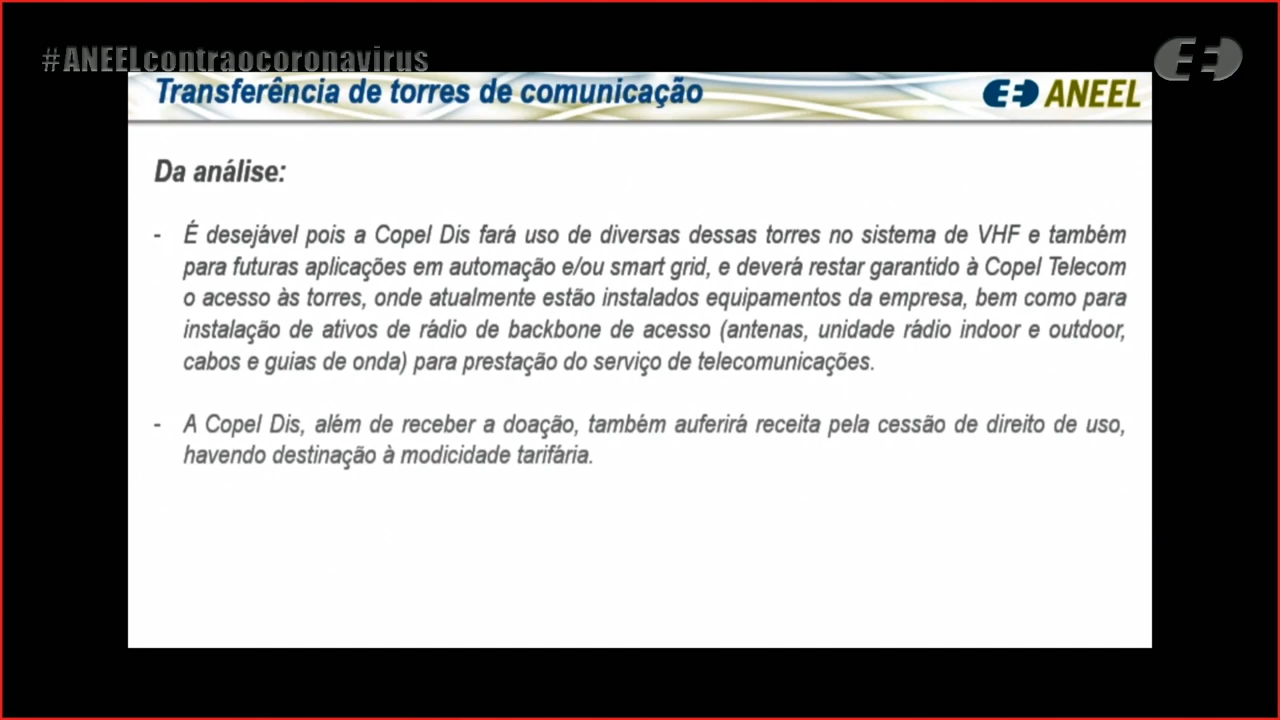 #ANEELcontraocoronavirus
Transferência de torres de comunicação
ANEEL
Da análise:
- É desejável pois a Copel Dis fará uso de diversas dessas torres no sistema de VHF e também
para futuras aplicações em automação e/ou smart grid, e deverá restar garantido à Copel Telecom
o acesso às torres, onde atualmente estão instalados equipamentos da empresa, bem como para
instalação de ativos de rádio de backbone de acesso (antenas, unidade rádio indoor e outdoor,
cabos e guias de onda) para prestação do serviço de telecomunicações.
- A Copel Dis, além de receber a doação, também auferirá receita pela cessão de direito de uso,
havendo destinação à modicidade tarifária.